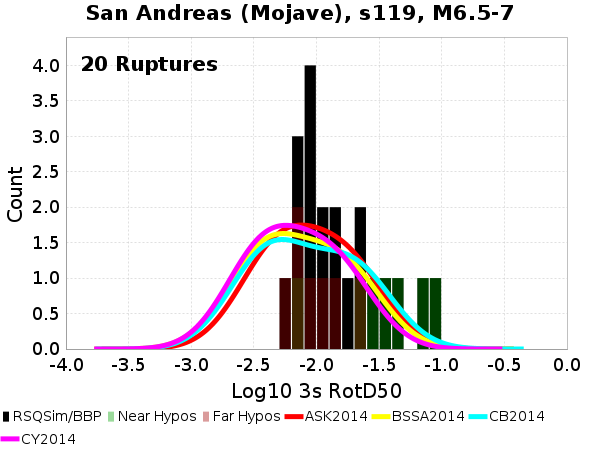 San Andreas (Mojave), s119, M6.5-7
20 Ruptures
Count
4.0
3.5
3.0
2.5
2.0
1.5
1.0
0.5
0.0
-4.0 -3.5 -3.0 -2.5 -2.0 -1.5 -1.0 -0.5 0.0
Log10 3s RotD50
RSQSim/BBP Near Hypos Far Hypos ASK2014 BSSA2014 CB2014
CY2014